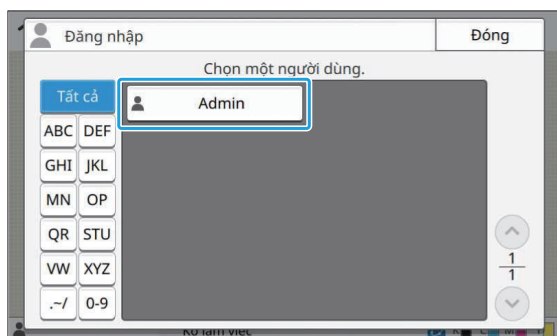 Đăng nhập
Đóng
Chọn một người dùng.
Tất cả
Admin
ABC DEF
GHI JKL
MN OP
QR STU
VW XYZ
.~/ 0-9
1
1